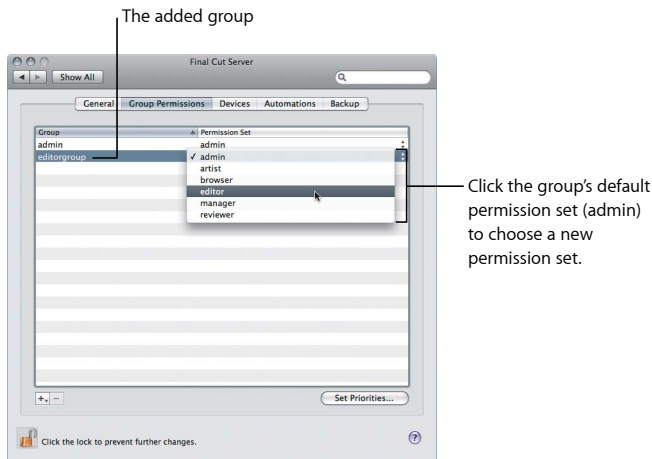 The added group
Final Cut Server
Show All
General Group Permissions Devices Automations Backup
Group Permission Set
admin admin
editorgroup ✓ admin
artist
browser
editor
manager
reviewer
Click the group's default
permission set (admin)
to choose a new
permission set.
+ -
Set Priorities...
Click the lock to prevent further changes.
?